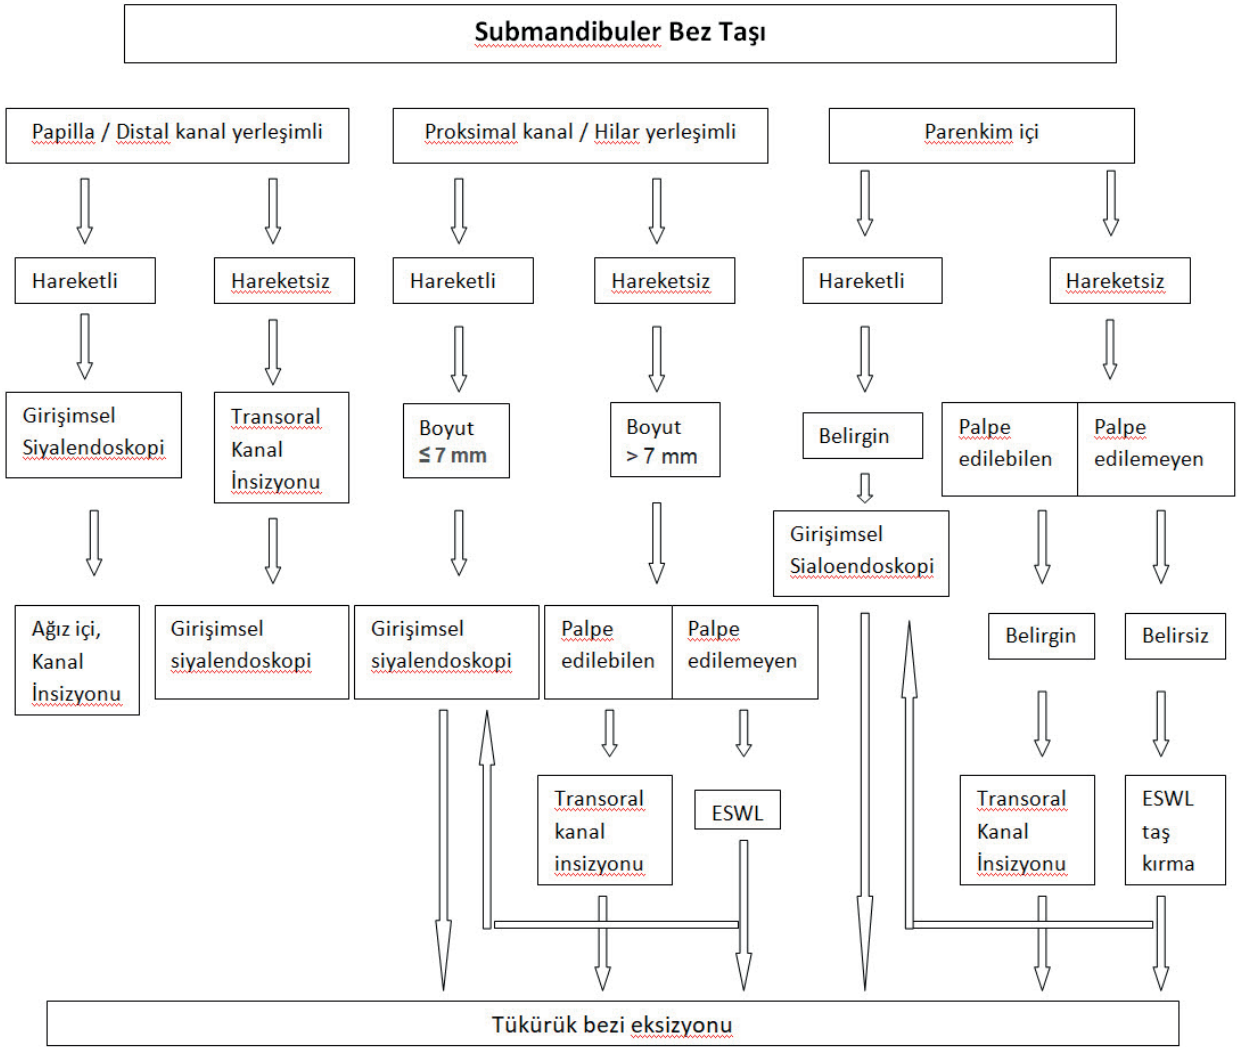 Submandibuler Bez Taşı
Papilla / Distal kanal yerleşimli
Proksimal kanal / Hilar yerleşimli
Parenkim içi
Hareketli
Hareketsiz
Hareketli
Hareketsiz
Hareketli
Hareketsiz
Girişimsel
Siyalendoskopi
Transoral
Kanal
İnsizyonu
Boyut
≤ 7 mm
Boyut
> 7 mm
Belirgin
Palpe
edilebilen
Palpe
edilemeyen
Girişimsel
Sialoendoskopi
Ağız içi,
Kanal
İnsizyonu
Girişimsel
siyalendoskopi
Girişimsel
siyalendoskopi
Palpe
edilebilen
Palpe
edilemeyen
Belirgin
Belirsiz
Transoral
kanal
insizyonu
ESWL
Transoral
Kanal
İnsizyonu
ESWL
taş
kırma
Tükürük bezi eksizyonu